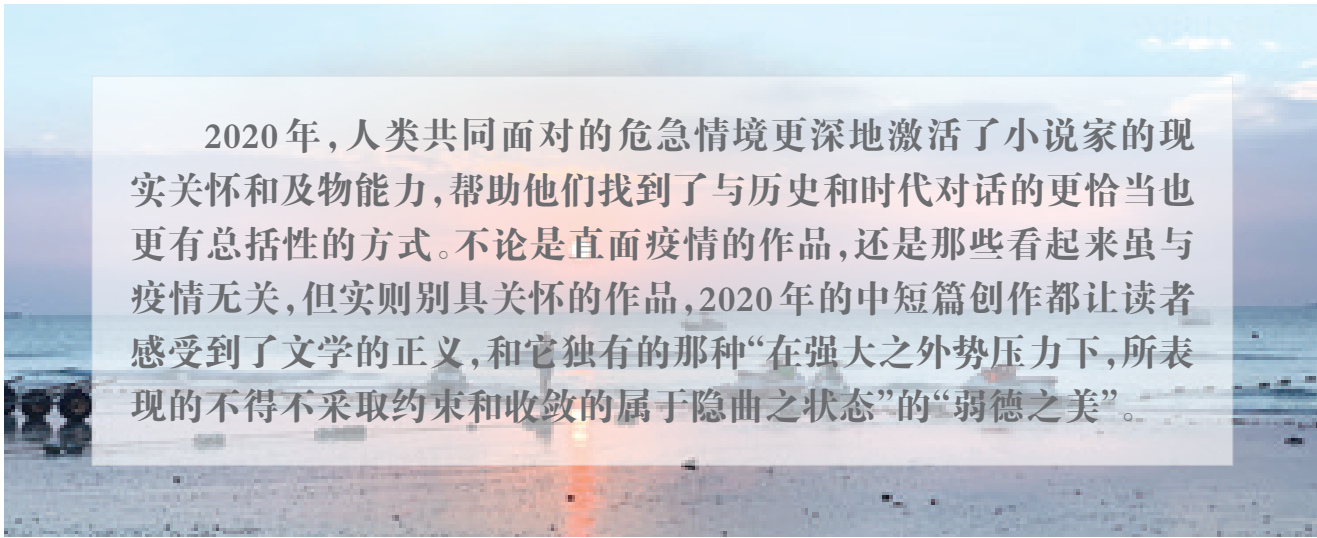 2020年,人类共同面对的危急情境更深地激活了小说家的现
实关怀和及物能力,帮助他们找到了与历史和时代对话的更恰当也
更有总括性的方式。不论是直面疫情的作品,还是那些看起来虽与
疫情无关,但实则别具关怀的作品,2020年的中短篇创作都让读者
感受到了文学的正义,和它独有的那种“在强大之外势压力下,所表
现的不得不采取约束和收敛的属于隐曲之状态”的“弱德之美”。